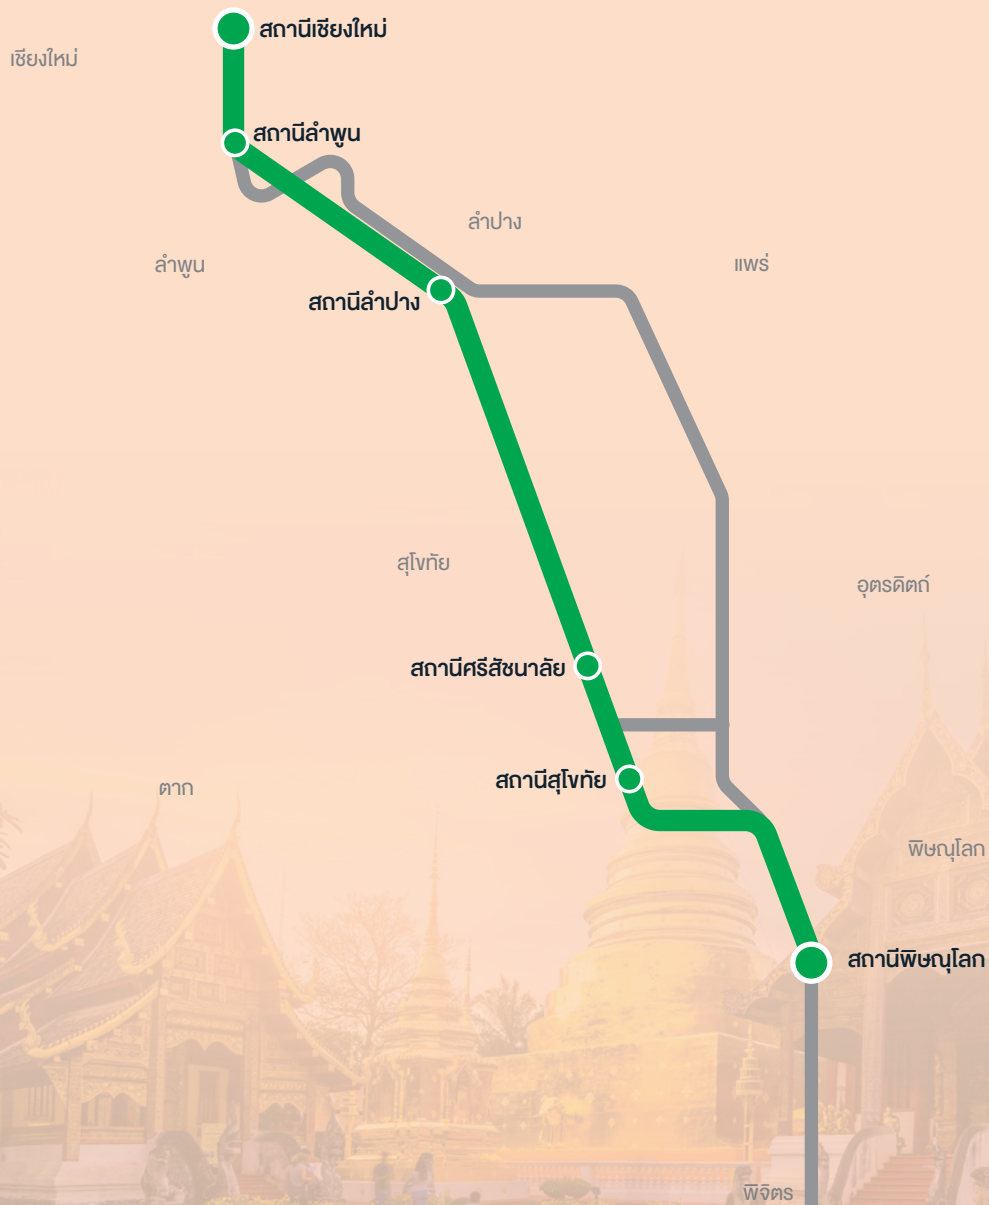 สถานีเชียงใหม่
เชียงใหม่
สถานีลำพูน
ลำปาง
ลำพูน
แพร่
สถานีลำปาง
สุโขทัย
อุตรดิตถ์
สถานีศรีสัชนาลัย
สถานีสุโขทัย
ตาก
พิษณุโลก
สถานีพิษณุโลก
พิจิตร